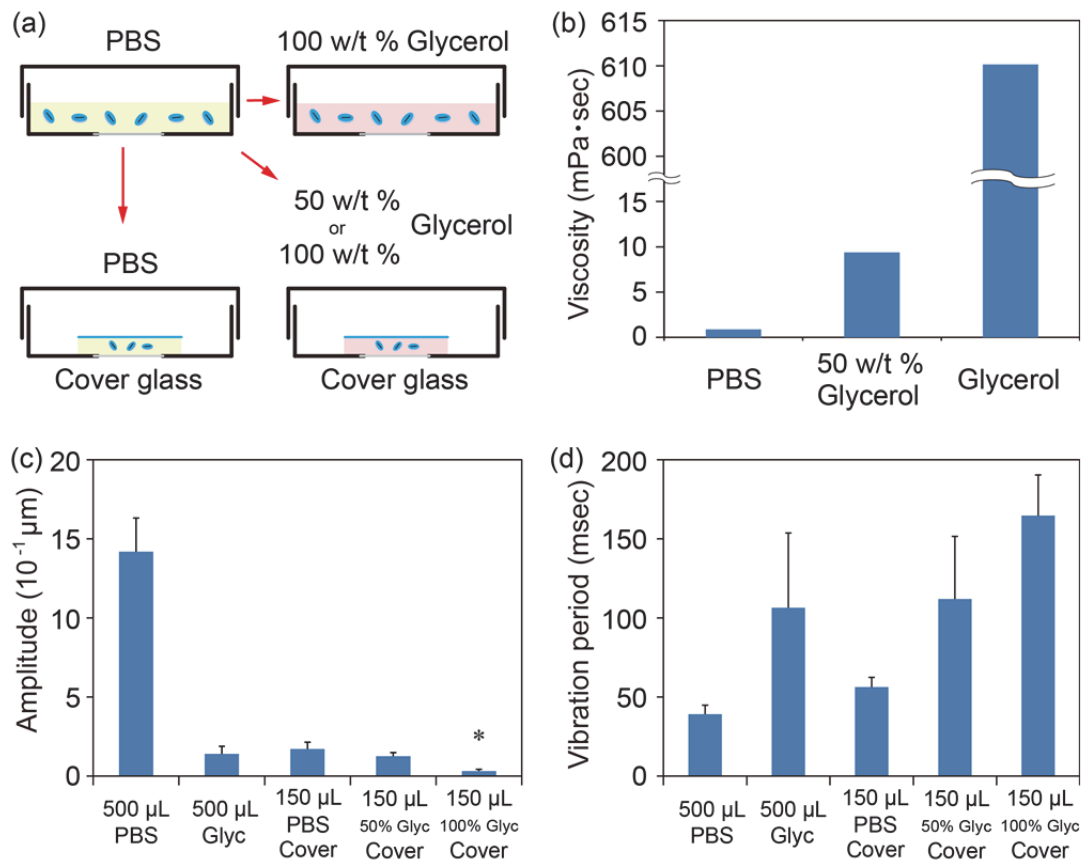 (a)
PBS
100 w/t % Glycerol
50 w/t %
or
100 w/t %
Glycerol
PBS
Cover glass
Cover glass
(b)
Viscosity (mPa・sec)
615
610
605
600
15
10
5
0
PBS
50 w/t %
Glycerol
Glycerol
(c)
Amplitude (10⁻¹ µm)
20
15
10
5
0
*
500 µL
PBS
500 µL
Glyc
150 µL
PBS
Cover
150 µL
50% Glyc
Cover
150 µL
100% Glyc
Cover
(d)
Vibration period (msec)
200
150
100
50
0
500 µL
PBS
500 µL
Glyc
150 µL
PBS
Cover
150 µL
50% Glyc
Cover
150 µL
100% Glyc
Cover